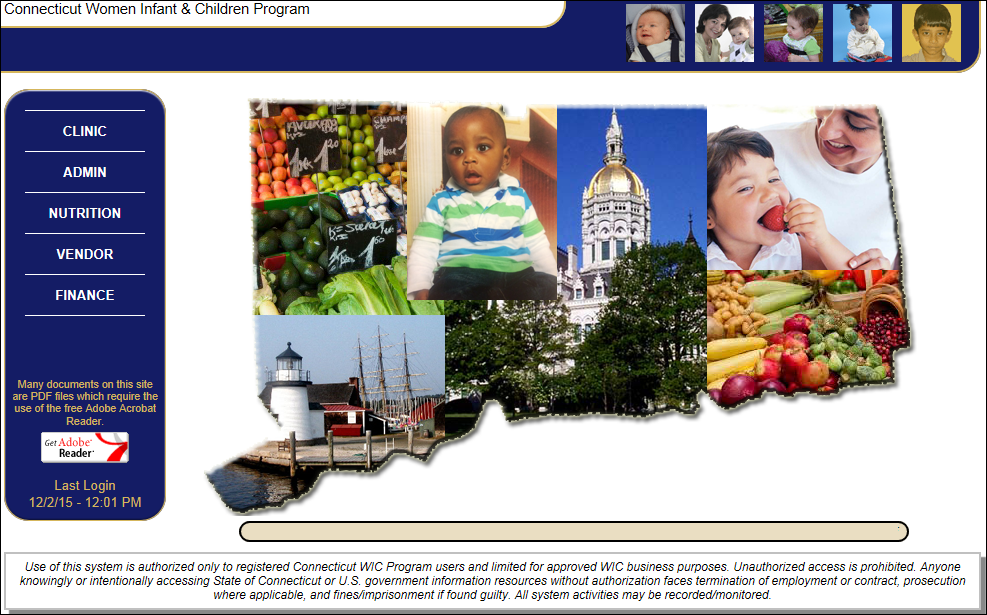 Connecticut Women Infant & Children Program
CLINIC
ADMIN
NUTRITION
VENDOR
FINANCE
Many documents on this site
are PDF files which require the
use of the free Adobe Acrobat
Reader.
Get Adobe
Reader
Last Login
12/2/15 - 12:01 PM
Use of this system is authorized only to registered Connecticut WIC Program users and limited for approved WIC business purposes. Unauthorized access is prohibited. Anyone
knowingly or intentionally accessing State of Connecticut or U.S. government information resources without authorization faces termination of employment or contract, prosecution
where applicable, and fines/imprisonment if found guilty. All system activities may be recorded/monitored.